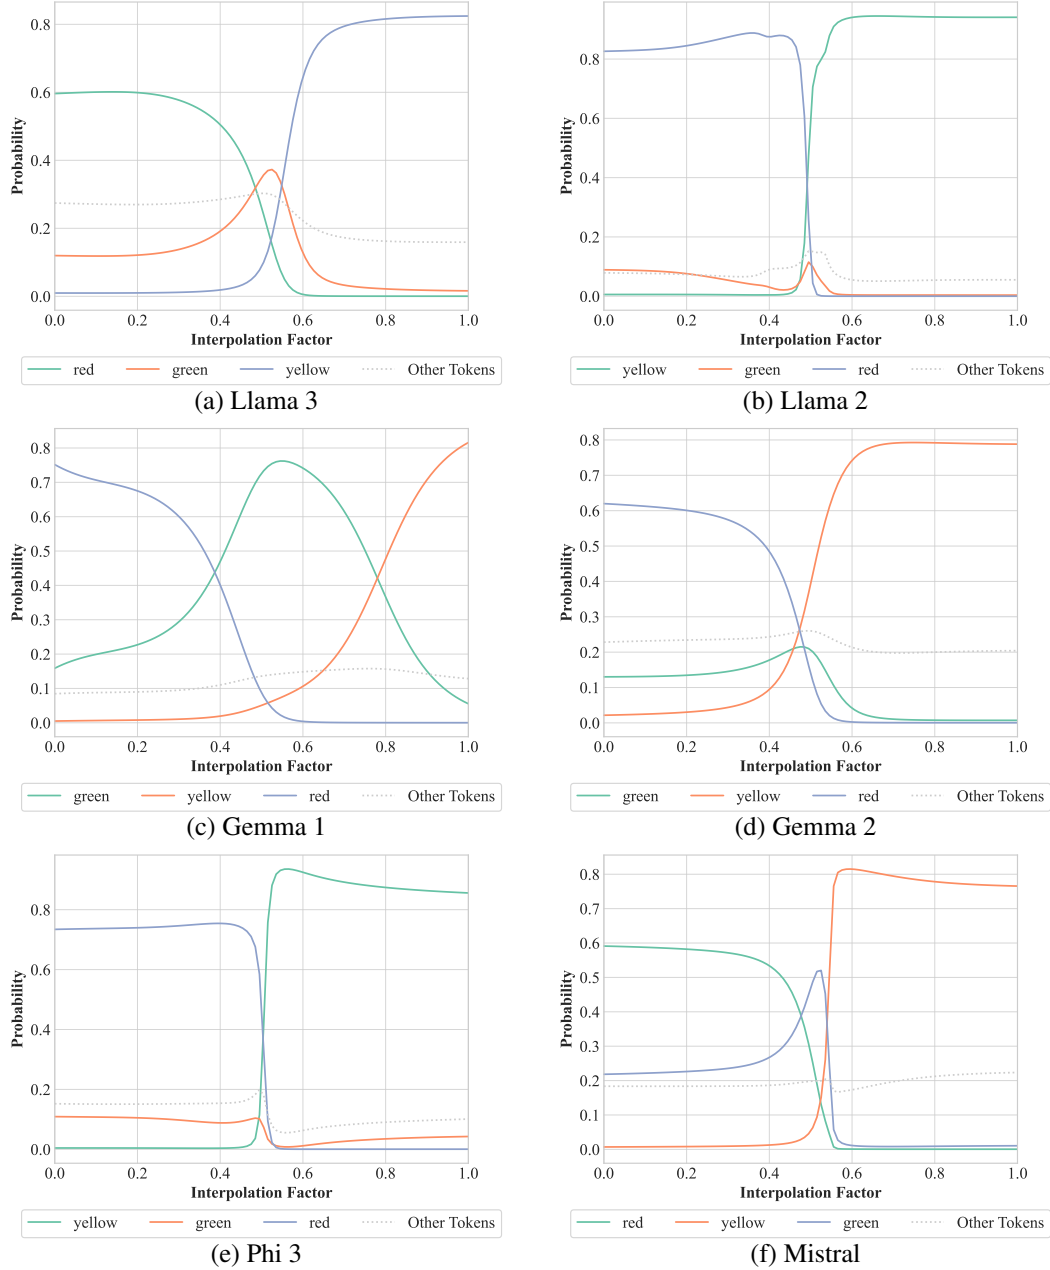 0.8
0.6
0.4
0.2
0.0
Probability
0.0 0.2 0.4 0.6 0.8 1.0
Interpolation Factor
red green yellow Other Tokens
(a) Llama 3
0.8
0.6
0.4
0.2
0.0
Probability
0.0 0.2 0.4 0.6 0.8 1.0
Interpolation Factor
yellow green red Other Tokens
(b) Llama 2
0.8
0.7
0.6
0.5
0.4
0.3
0.2
0.1
0.0
Probability
0.0 0.2 0.4 0.6 0.8 1.0
Interpolation Factor
green yellow red Other Tokens
(c) Gemma 1
0.8
0.7
0.6
0.5
0.4
0.3
0.2
0.1
0.0
Probability
0.0 0.2 0.4 0.6 0.8 1.0
Interpolation Factor
green yellow red Other Tokens
(d) Gemma 2
0.8
0.6
0.4
0.2
0.0
Probability
0.0 0.2 0.4 0.6 0.8 1.0
Interpolation Factor
yellow green red Other Tokens
(e) Phi 3
0.8
0.7
0.6
0.5
0.4
0.3
0.2
0.1
0.0
Probability
0.0 0.2 0.4 0.6 0.8 1.0
Interpolation Factor
red yellow green Other Tokens
(f) Mistral